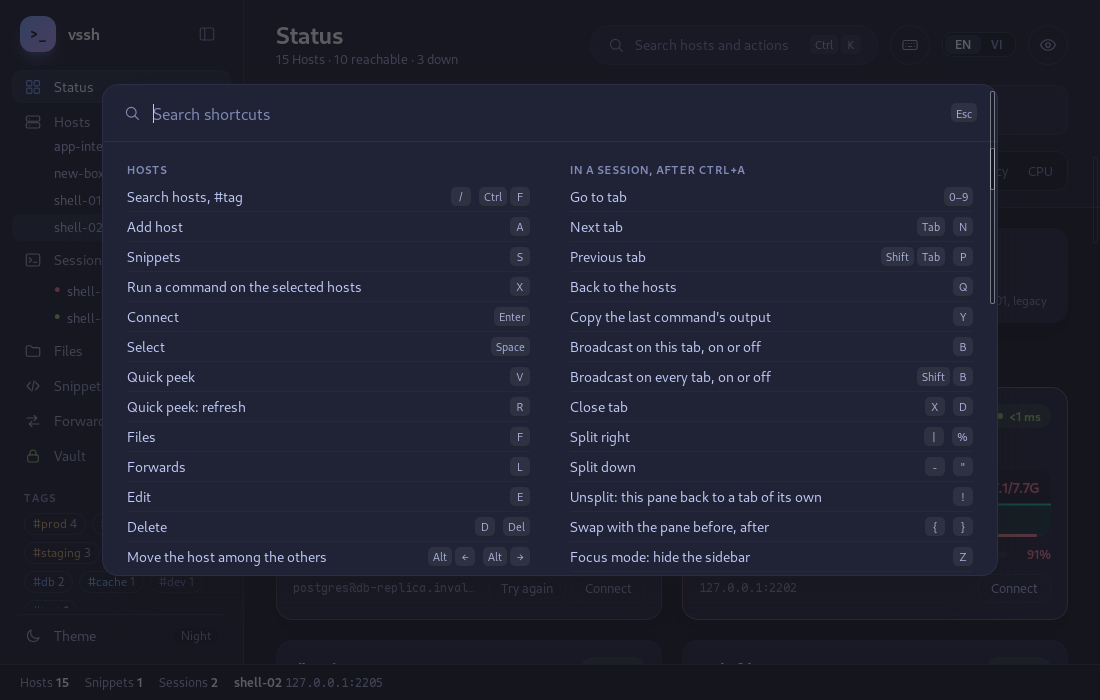 >_ vssh
Status
15 Hosts · 10 reachable · 3 down
Search hosts and actions Ctrl K
EN VI
Status
Hosts
app-inte
new-box
shell-01
shell-02
Session
shell-
shell-
Files
Snippet
Forward
Vault
TAGS
#prod 4
#staging 3
#db 2 #cache 1 #dev 1
Theme Night
Search shortcuts Esc
HOSTS
Search hosts, #tag / Ctrl F
Add host A
Snippets S
Run a command on the selected hosts X
Connect Enter
Select Space
Quick peek V
Quick peek: refresh R
Files F
Forwards L
Edit E
Delete D Del
Move the host among the others Alt ← Alt →
IN A SESSION, AFTER CTRL+A
Go to tab 0–9
Next tab Tab N
Previous tab Shift Tab P
Back to the hosts Q
Copy the last command's output Y
Broadcast on this tab, on or off B
Broadcast on every tab, on or off Shift B
Close tab X D
Split right | %
Split down - "
Unsplit: this pane back to a tab of its own !
Swap with the pane before, after { }
Focus mode: hide the sidebar Z
cy CPU
01, legacy
<1 ms
.1/7.7G
91%
postgres@db-replica.inval… Try again Connect
127.0.0.1:2202 Connect
Hosts 15 Snippets 1 Sessions 2 shell-02 127.0.0.1:2205